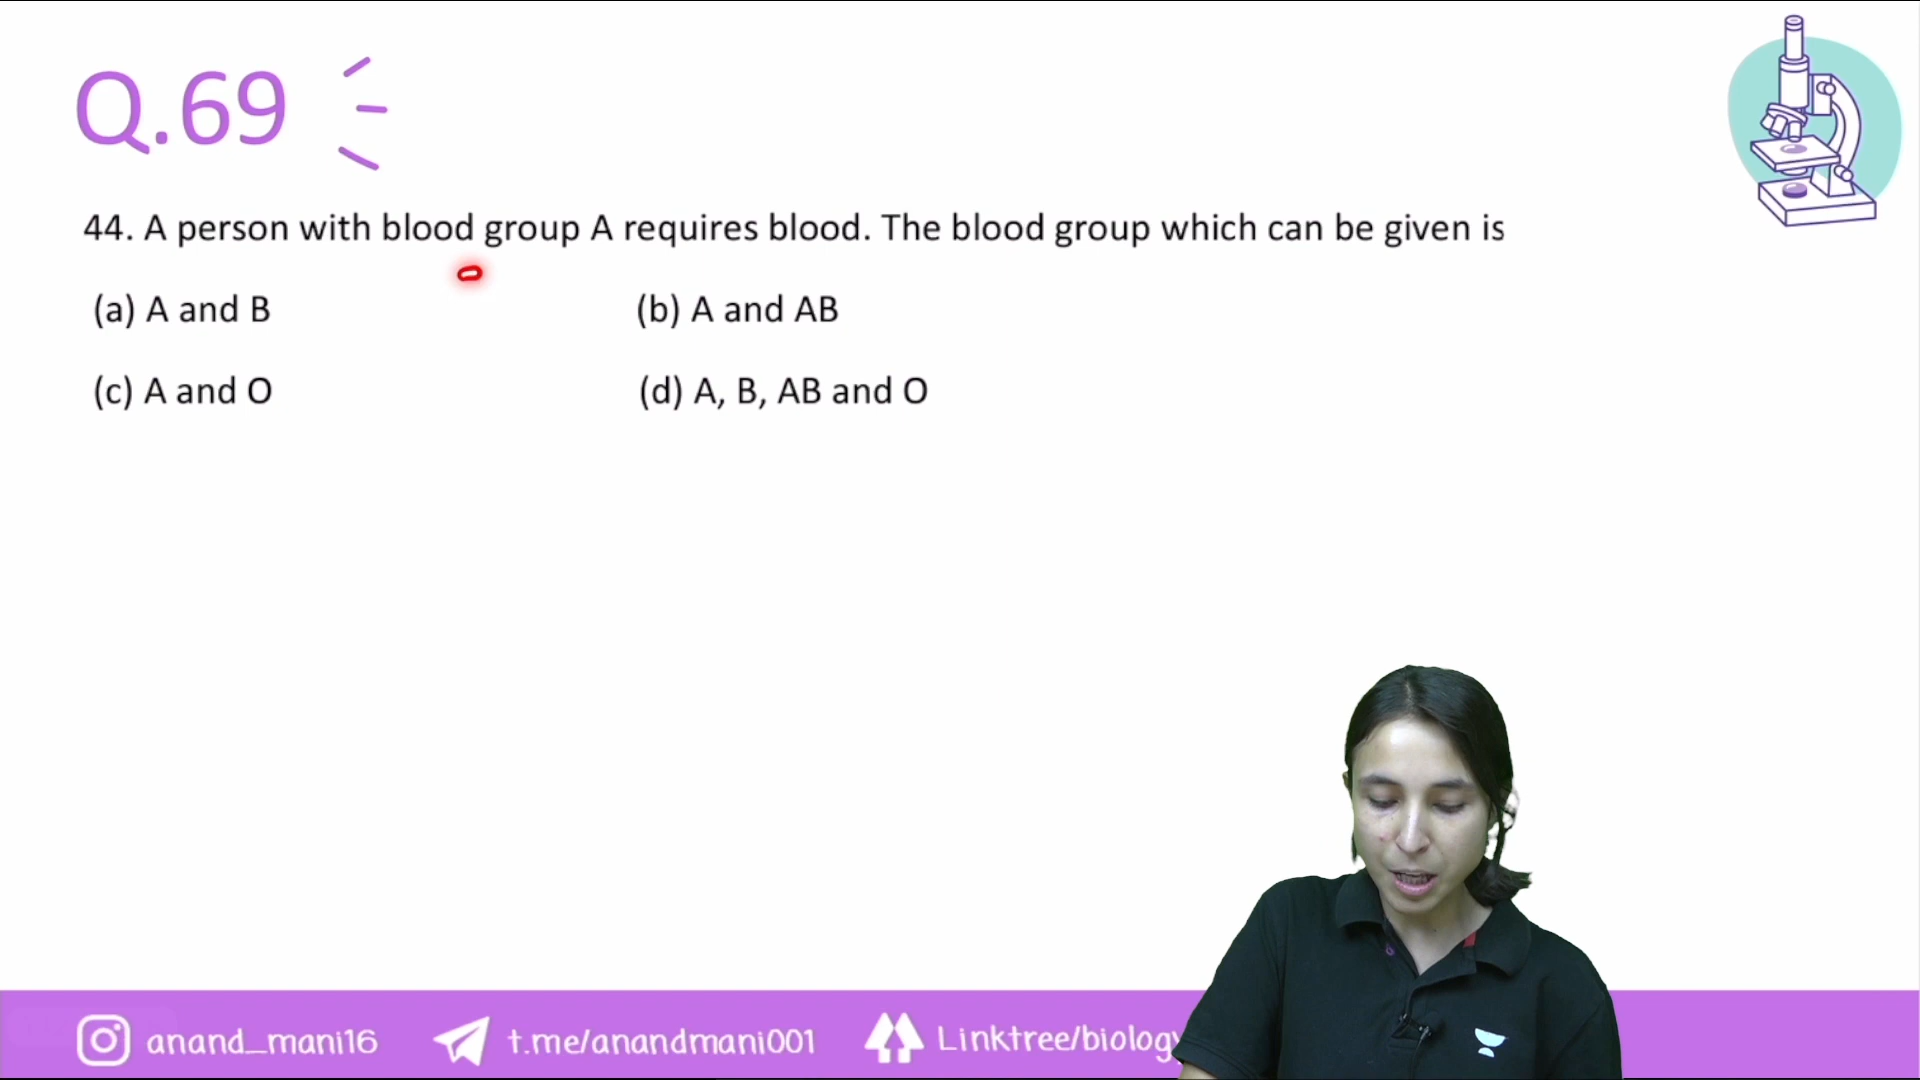 Q.69
44. A person with blood group A requires blood. The blood group which can be given is
(a) A and B
(b) A and AB
(c) A and O
(d) A, B, AB and O
anand_mani16
t.me/anandmani001
Linktree/biology